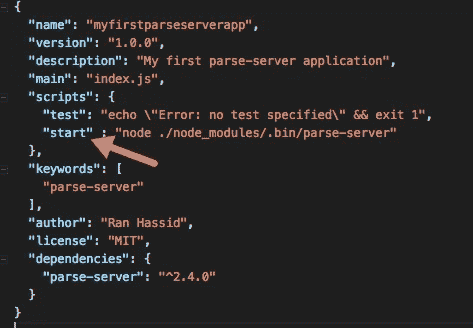 {
"name": "myfirstparseserverapp",
"version": "1.0.0",
"description": "My first parse-server application",
"main": "index.js",
"scripts": {
"test": "echo \"Error: no test specified\" && exit 1",
"start" : "node ./node_modules/.bin/parse-server"
},
"keywords": [
"parse-server"
],
"author": "Ran Hassid",
"license": "MIT",
"dependencies": {
"parse-server": "^2.4.0"
}
}